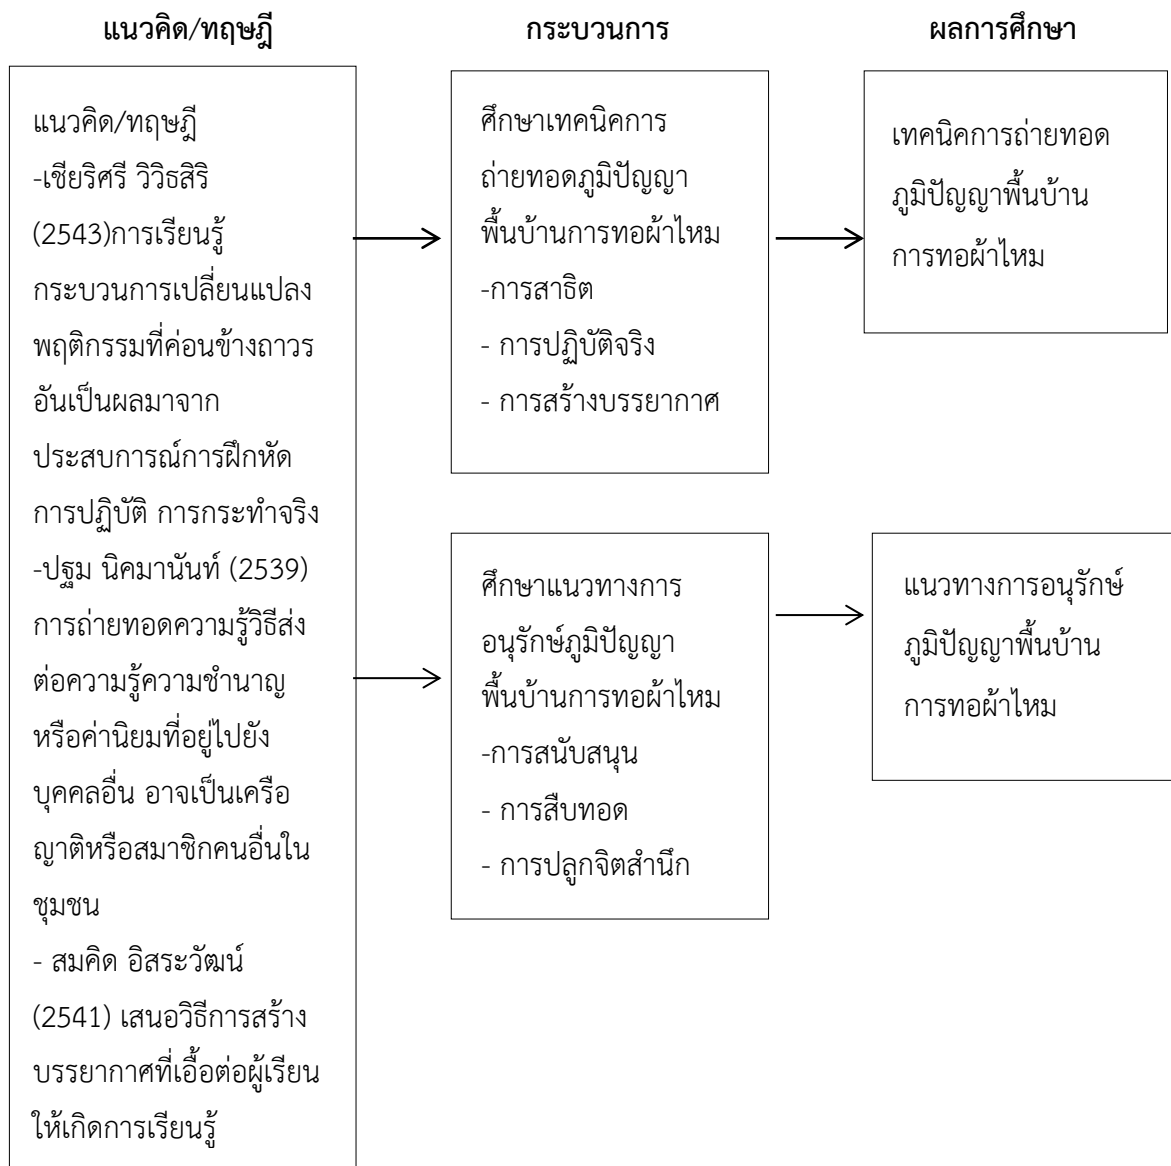 แนวคิด/ทฤษฎี
กระบวนการ
ผลการศึกษา
แนวคิด/ทฤษฎี
-เชียริศรี วิวิธสิริ
(2543)การเรียนรู้
กระบวนการเปลี่ยนแปลง
พฤติกรรมที่ค่อนข้างถาวร
อันเป็นผลมาจาก
ประสบการณ์การฝึกหัด
การปฏิบัติ การกระทำจริง
-ปฐม นิคมานันท์ (2539)
การถ่ายทอดความรู้วิธีส่ง
ต่อความรู้ความชำนาญ
หรือค่านิยมที่อยู่ไปยัง
บุคคลอื่น อาจเป็นเครือ
ญาติหรือสมาชิกคนอื่นใน
ชุมชน
- สมคิด อิสระวัฒน์
(2541) เสนอวิธีการสร้าง
บรรยากาศที่เอื้อต่อผู้เรียน
ให้เกิดการเรียนรู้
ศึกษาเทคนิคการ
ถ่ายทอดภูมิปัญญา
พื้นบ้านการทอผ้าไหม
-การสาธิต
- การปฏิบัติจริง
- การสร้างบรรยากาศ
เทคนิคการถ่ายทอด
ภูมิปัญญาพื้นบ้าน
การทอผ้าไหม
ศึกษาแนวทางการ
อนุรักษ์ภูมิปัญญา
พื้นบ้านการทอผ้าไหม
-การสนับสนุน
- การสืบทอด
- การปลูกจิตสำนึก
แนวทางการอนุรักษ์
ภูมิปัญญาพื้นบ้าน
การทอผ้าไหม